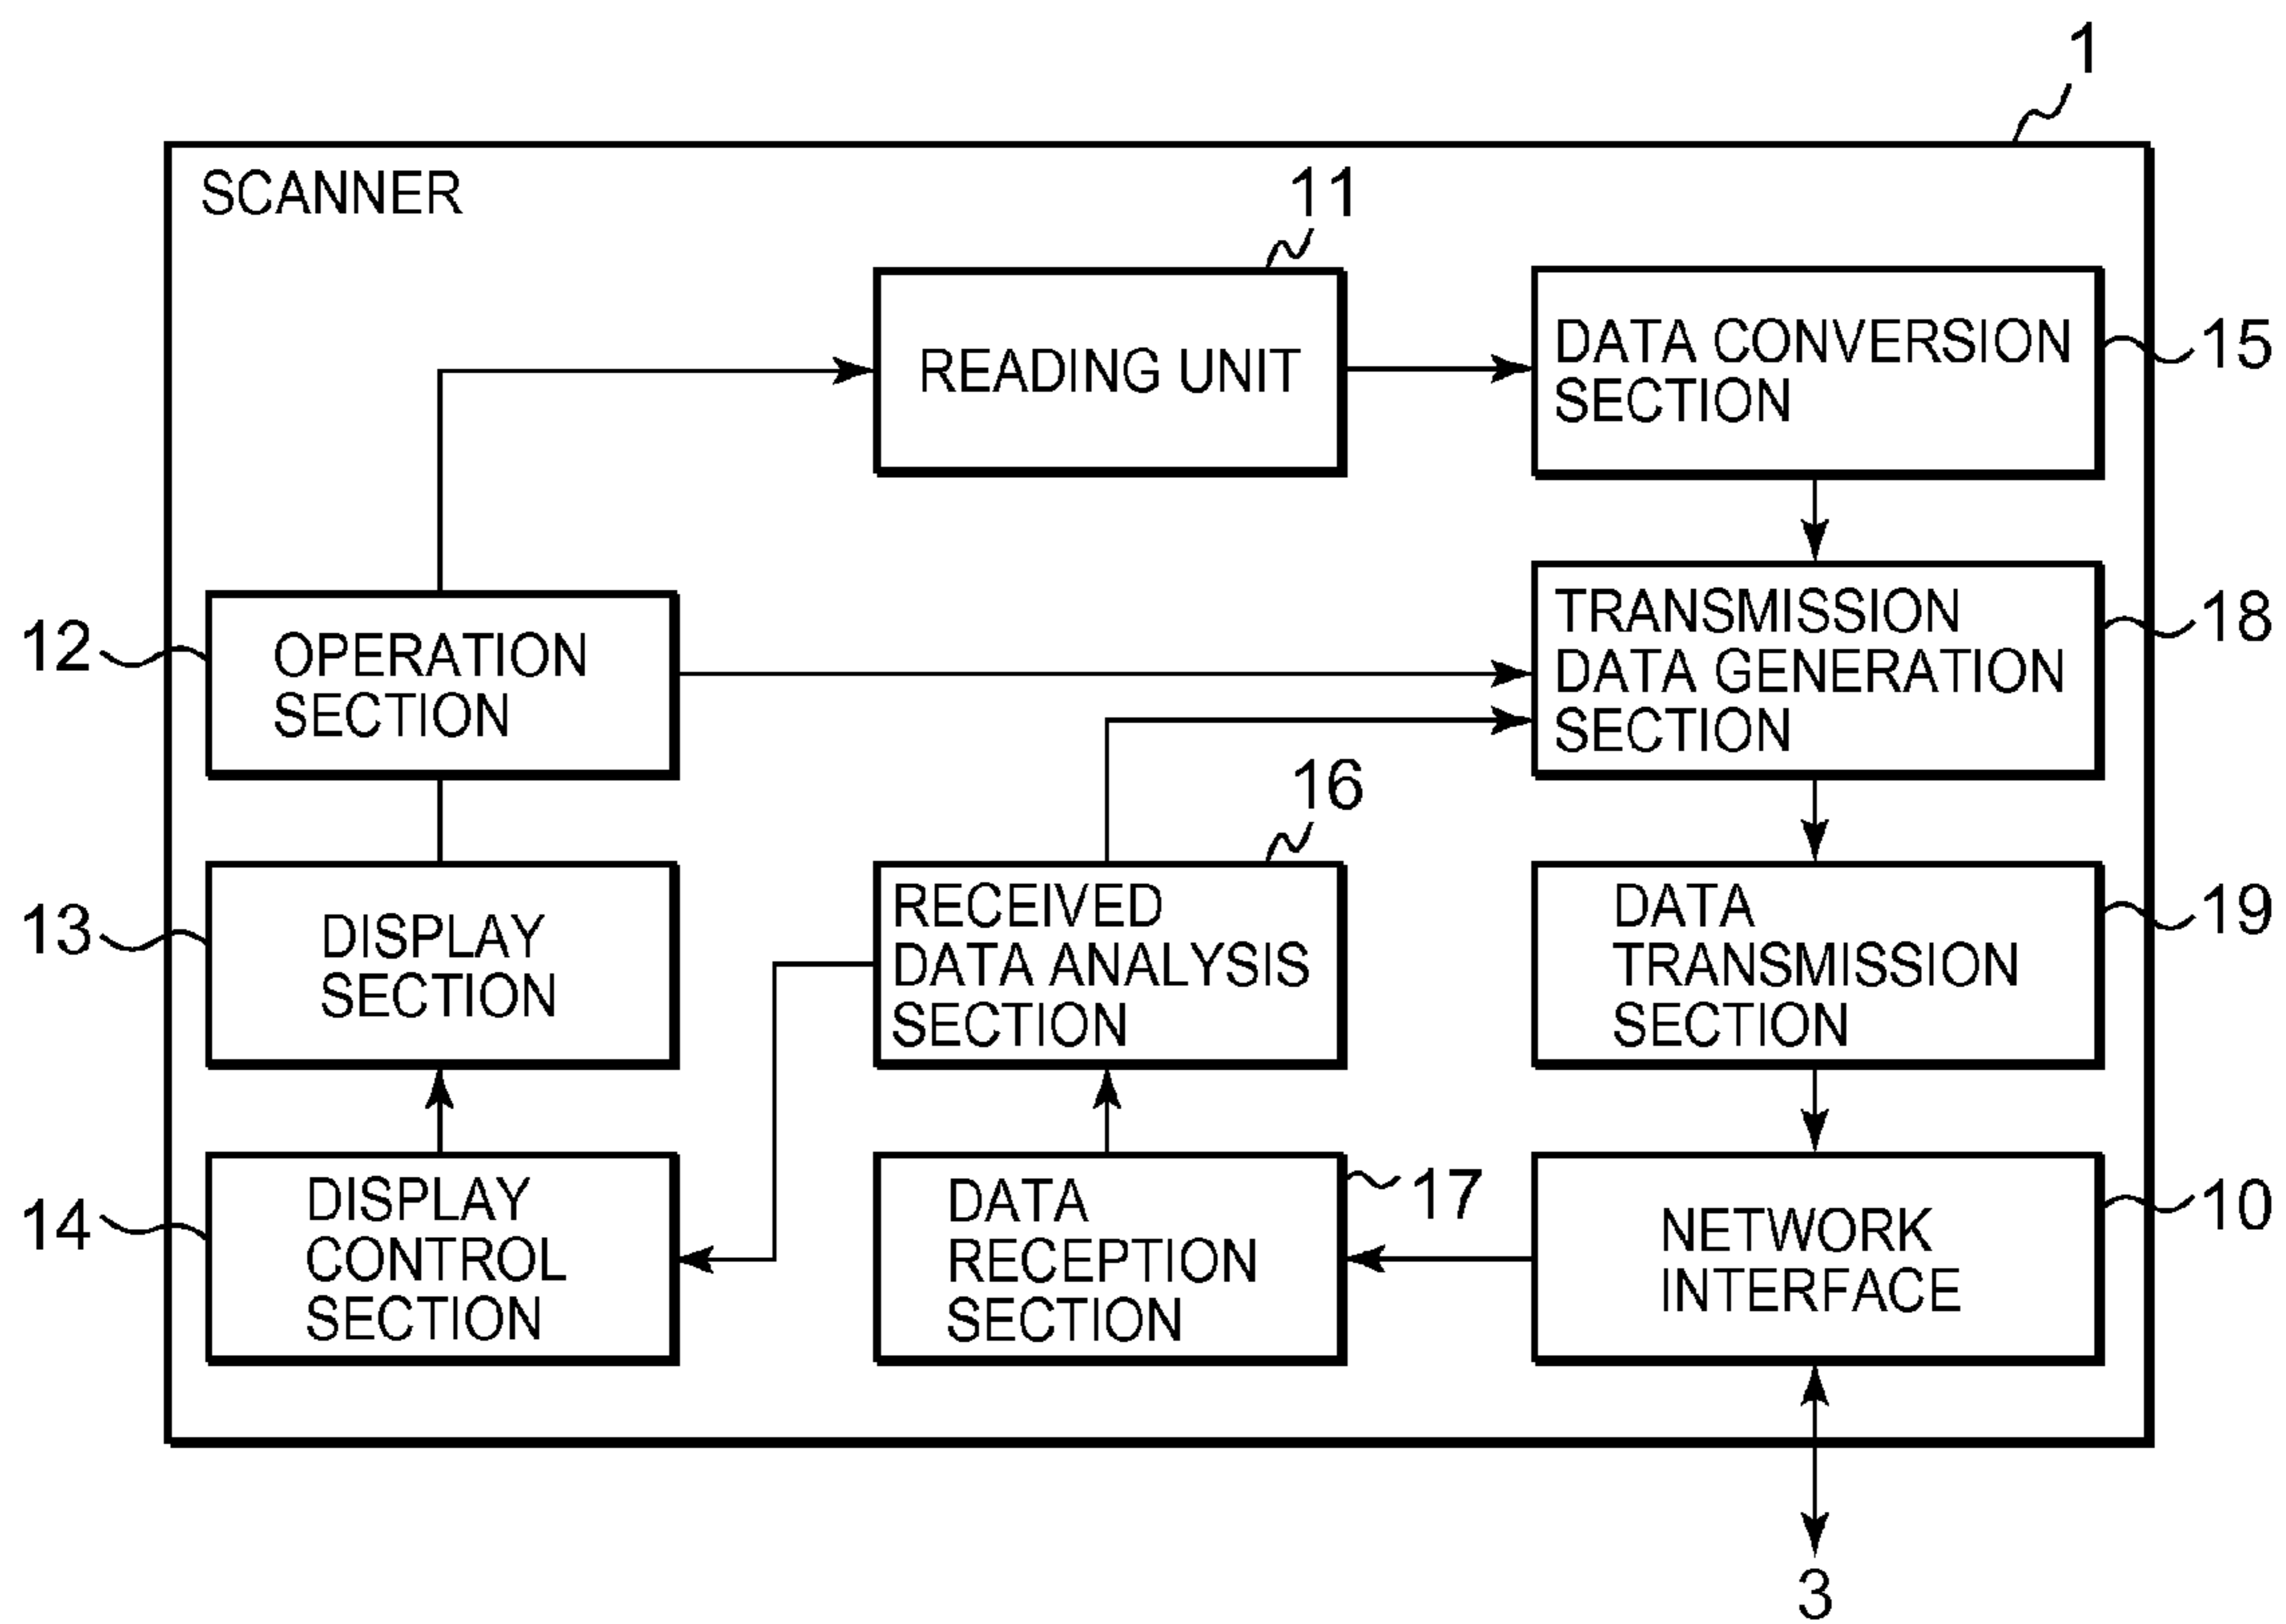 1
SCANNER
11
READING UNIT
DATA CONVERSION
SECTION
15
12
OPERATION
SECTION
TRANSMISSION
DATA GENERATION
SECTION
18
16
13
DISPLAY
SECTION
RECEIVED
DATA ANALYSIS
SECTION
DATA
TRANSMISSION
SECTION
19
14
DISPLAY
CONTROL
SECTION
DATA
RECEPTION
SECTION
17
NETWORK
INTERFACE
10
3